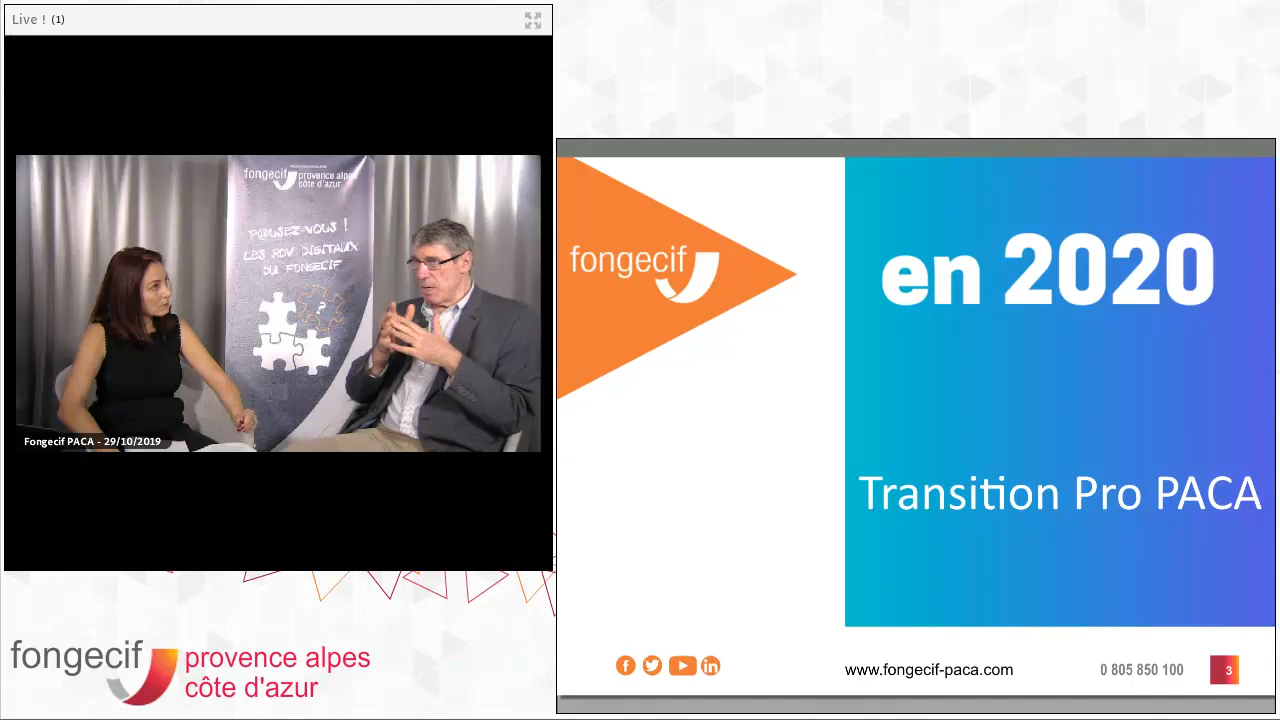 Live ! (1)
fongecif provence alpes
côte d'azur
P@USEZ-VOUS !
LES RDV DIGITAUX
DU FONGECIF
Fongecif PACA - 29/10/2019
fongecif
en 2020
Transition Pro PACA
www.fongecif-paca.com
0 805 850 100
3
fongecif
provence alpes
côte d'azur